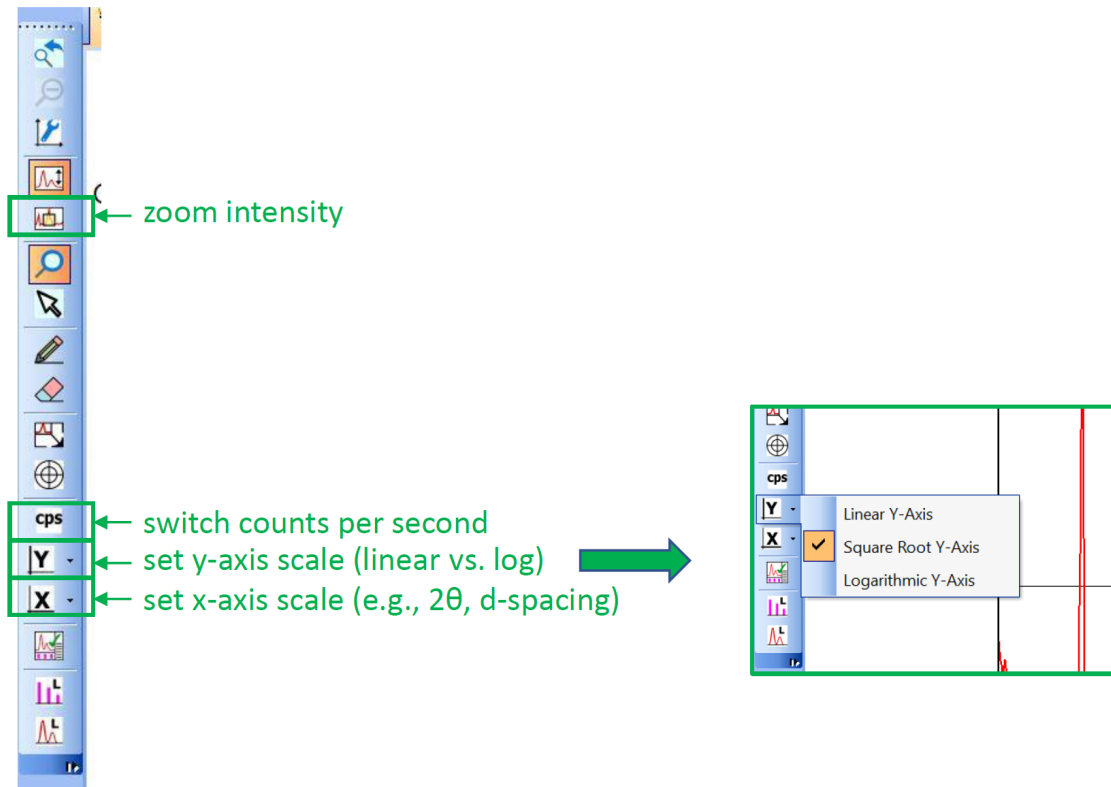 zoom intensity
cps
switch counts per second
Y
set y-axis scale (linear vs. log)
X
set x-axis scale (e.g., 2θ, d-spacing)
L
L
cps
Y
Linear Y-Axis
X
Square Root Y-Axis
Logarithmic Y-Axis
L
L